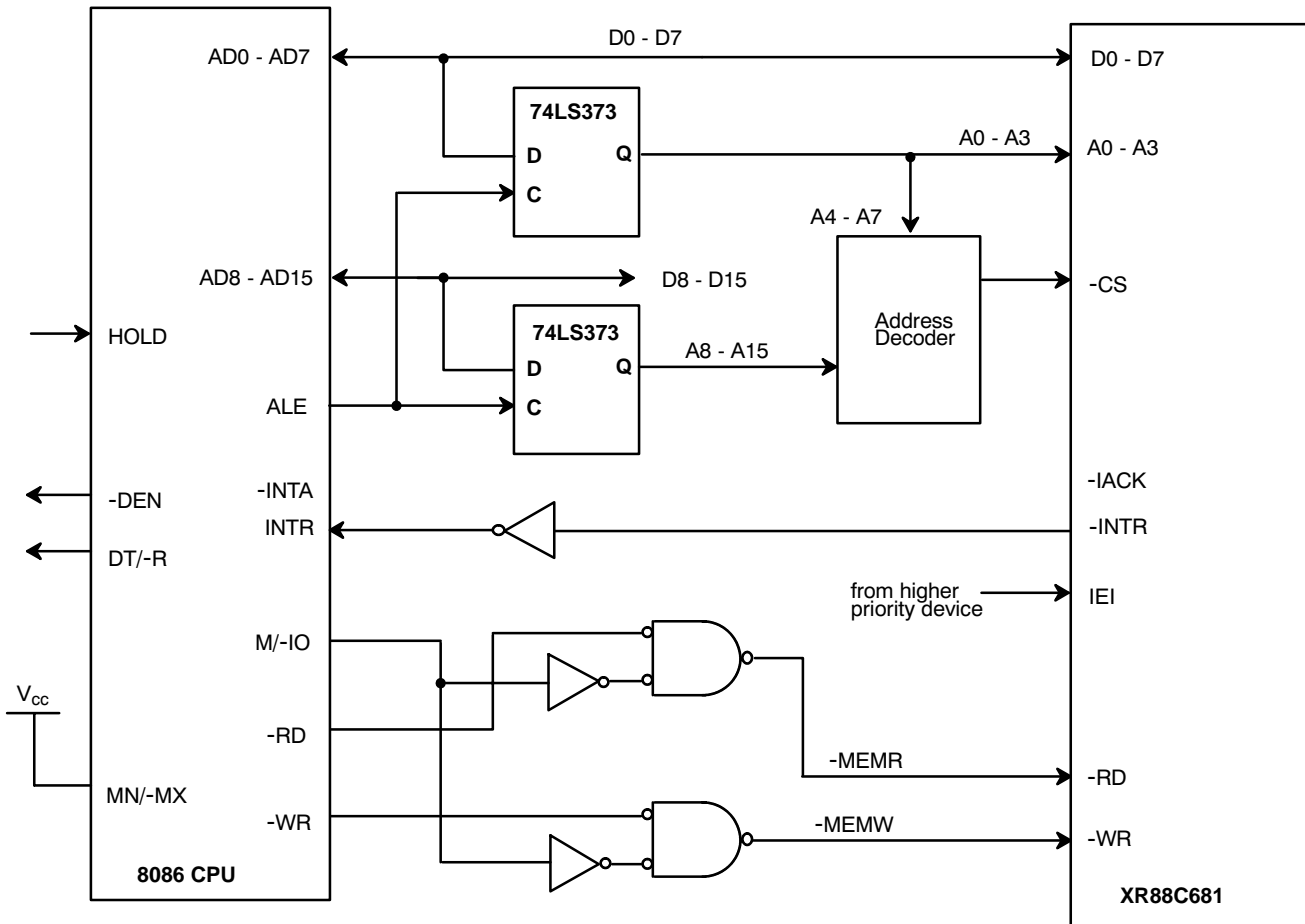 AD0 - AD7
D0 - D7
D0 - D7
74LS373
D
Q
C
A0 - A3
A0 - A3
A4 - A7
AD8 - AD15
D8 - D15
-CS
HOLD
74LS373
D
Q
C
A8 - A15
Address
Decoder
ALE
-DEN
-INTA
-IACK
INTR
-INTR
DT/-R
from higher
priority device
IEI
M/-IO
Vcc
-RD
-MEMR
-RD
MN/-MX
-WR
-MEMW
-WR
8086 CPU
XR88C681